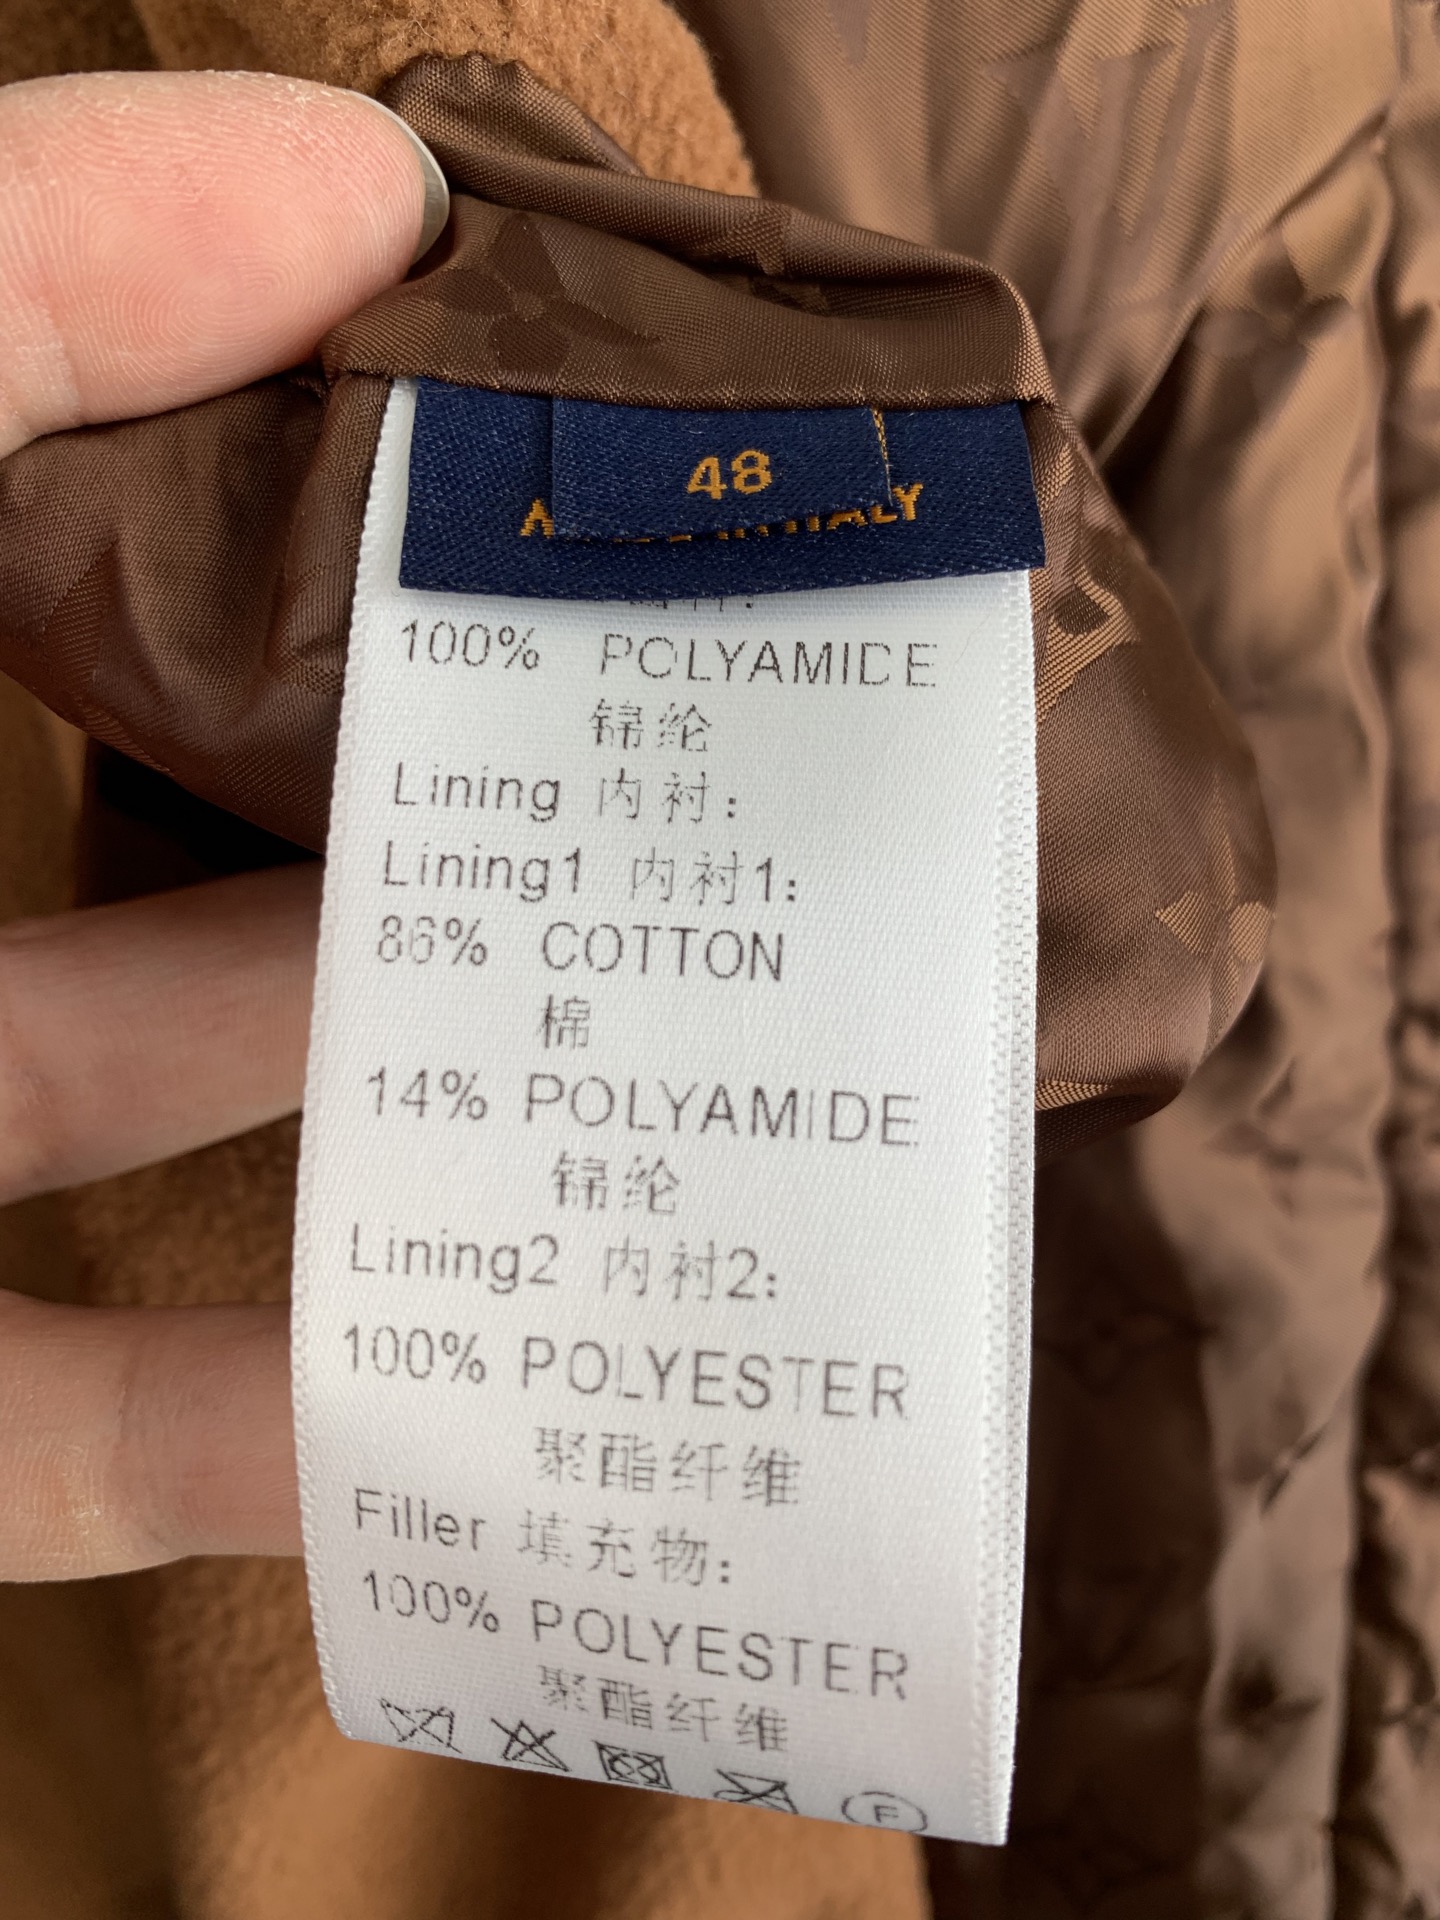 48
100% POLYAMIDE
锦纶
Lining 内衬:
Lining1 内衬1:
86% COTTON
棉
14% POLYAMIDE
锦纶
Lining2 内衬2:
100% POLYESTER
聚酯纤维
Filler 填充物:
100% POLYESTER
聚酯纤维
F